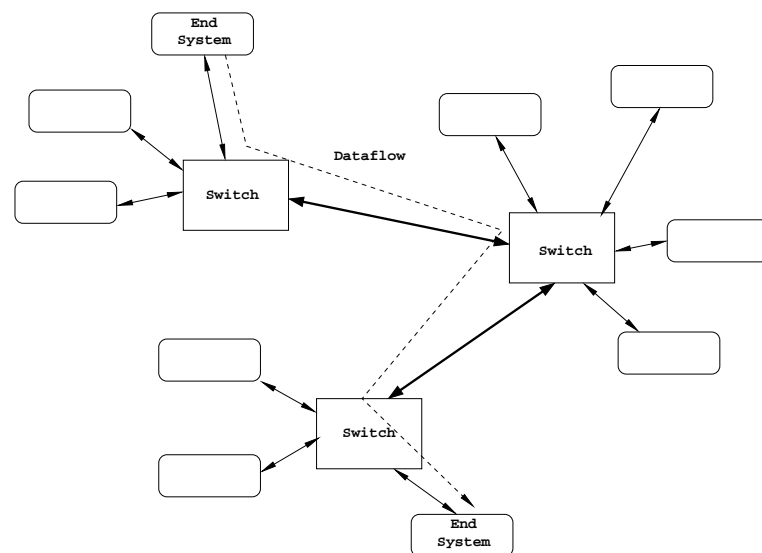 End
System
Dataflow
Switch
Switch
Switch
End
System